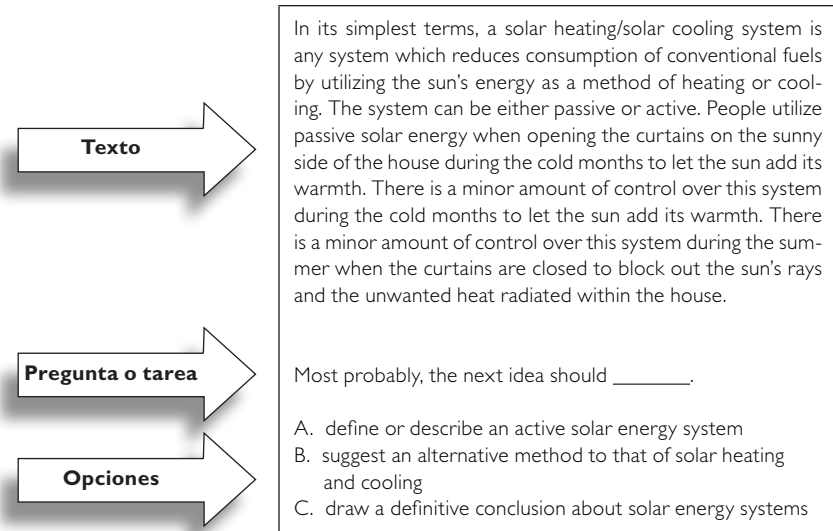 In its simplest terms, a solar heating/solar cooling system is
any system which reduces consumption of conventional fuels
by utilizing the sun's energy as a method of heating or cool-
ing. The system can be either passive or active. People utilize
passive solar energy when opening the curtains on the sunny
side of the house during the cold months to let the sun add its
warmth. There is a minor amount of control over this system
during the cold months to let the sun add its warmth. There
is a minor amount of control over this system during the sum-
mer when the curtains are closed to block out the sun's rays
and the unwanted heat radiated within the house.
Texto
Pregunta o tarea
Most probably, the next idea should ________.
Opciones
A. define or describe an active solar energy system
B. suggest an alternative method to that of solar heating
and cooling
C. draw a definitive conclusion about solar energy systems